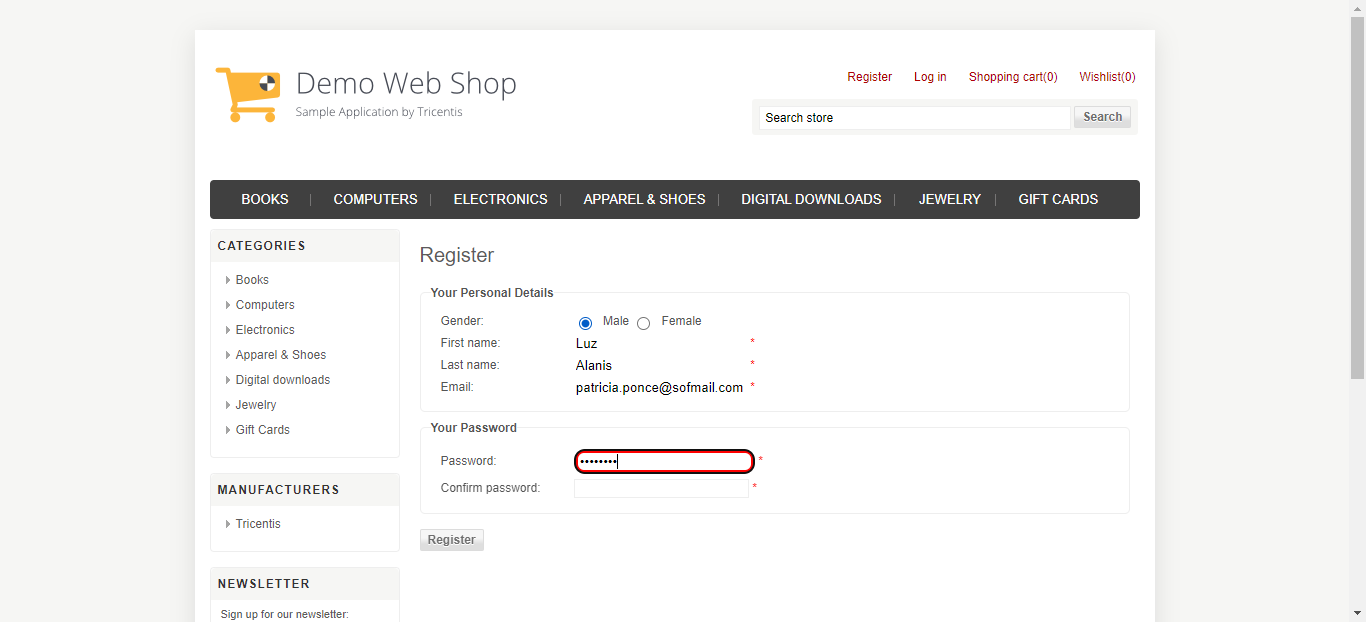 Demo Web Shop
Sample Application by Tricentis
Register Log in Shopping cart(0) Wishlist(0)
Search store Search
BOOKS COMPUTERS ELECTRONICS APPAREL & SHOES DIGITAL DOWNLOADS JEWELRY GIFT CARDS
CATEGORIES
Books
Computers
Electronics
Apparel & Shoes
Digital downloads
Jewelry
Gift Cards
MANUFACTURERS
Tricentis
NEWSLETTER
Sign up for our newsletter:
Register
Your Personal Details
Gender: Male Female
First name: Luz *
Last name: Alanis *
Email: patricia.ponce@sofmail.com *
Your Password
Password: •••••••• *
Confirm password: *
Register